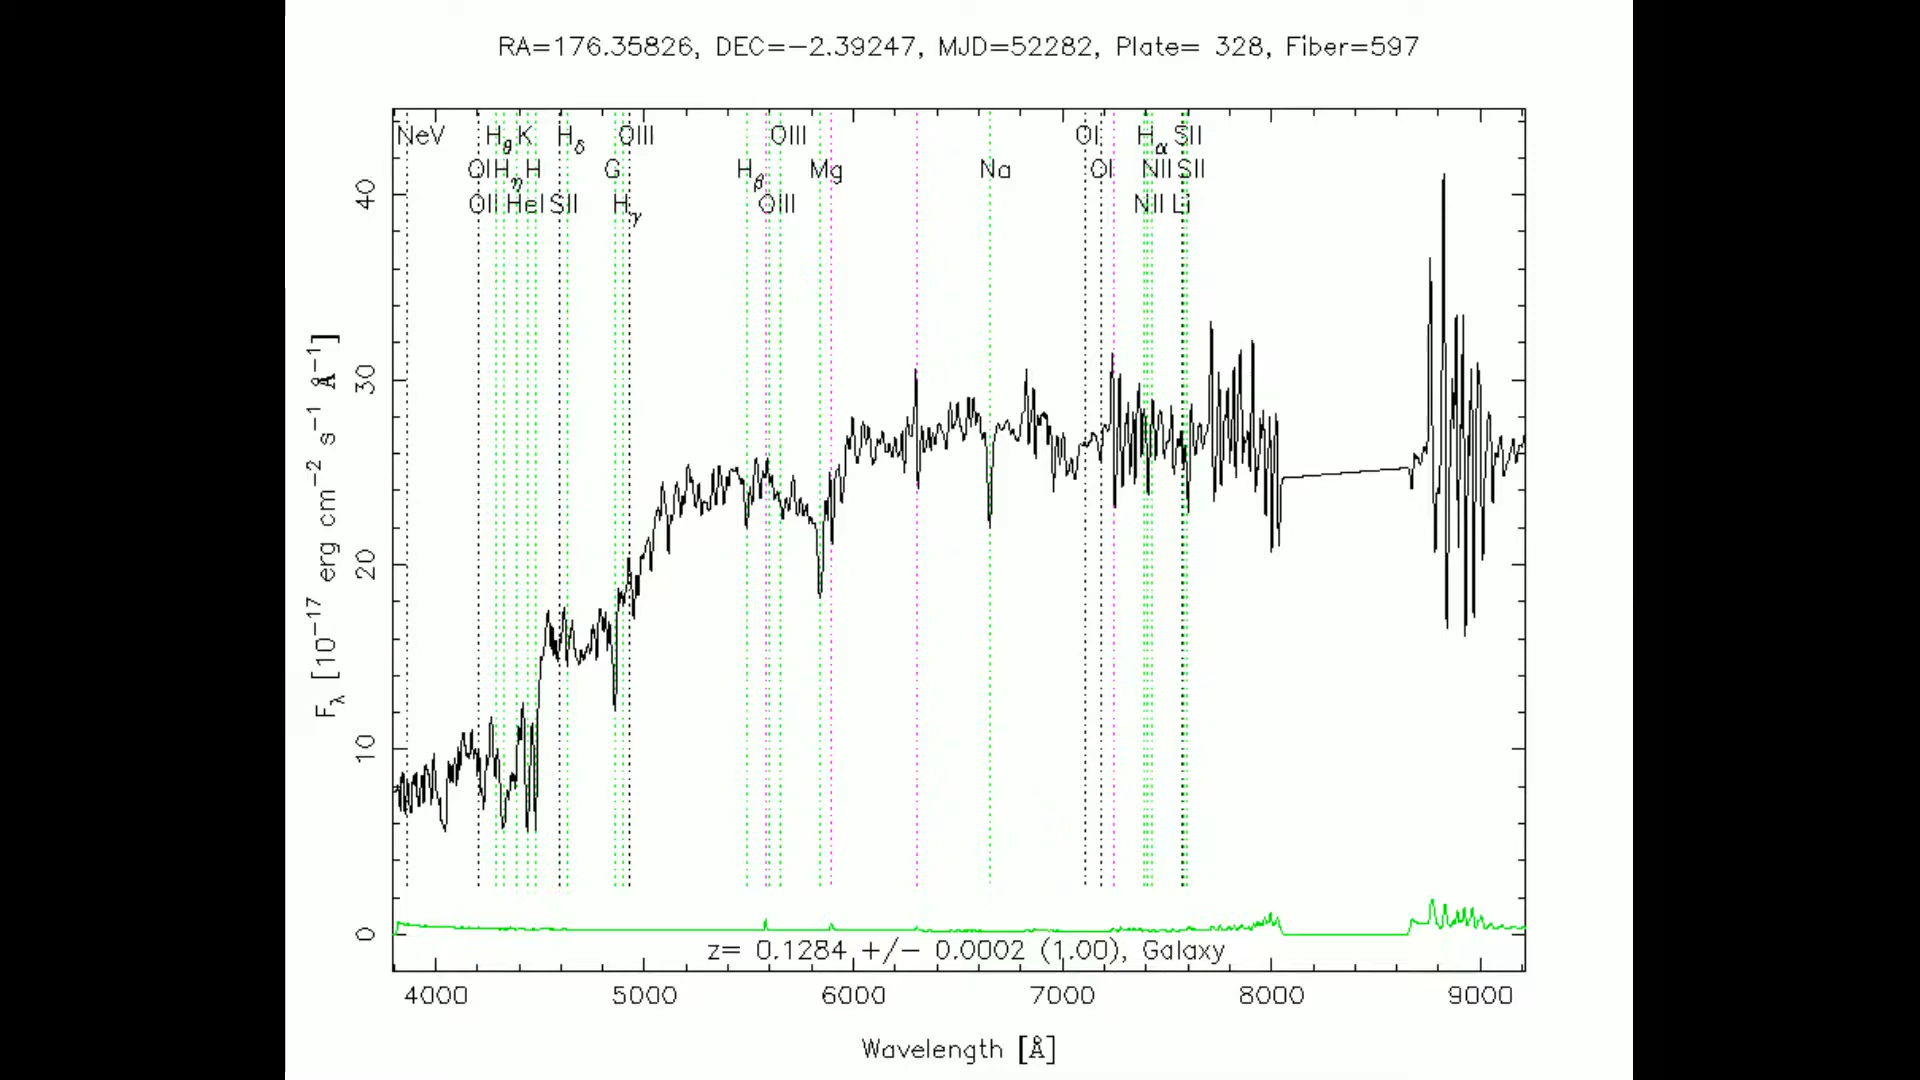 RA=176.35826, DEC=−2.39247, MJD=52282, Plate= 328, Fiber=597
NeV Hθ K Hδ OIII OIII OI Hα SII
OII Hη H G Hβ Mg Na OI NII SII
OII HeI SII Hγ OIII NII Li
40
30
20
10
0
Fλ [10−17 erg cm−2 s−1 Å−1]
z= 0.1284 +/− 0.0002 (1.00), Galaxy
4000 5000 6000 7000 8000 9000
Wavelength [Å]